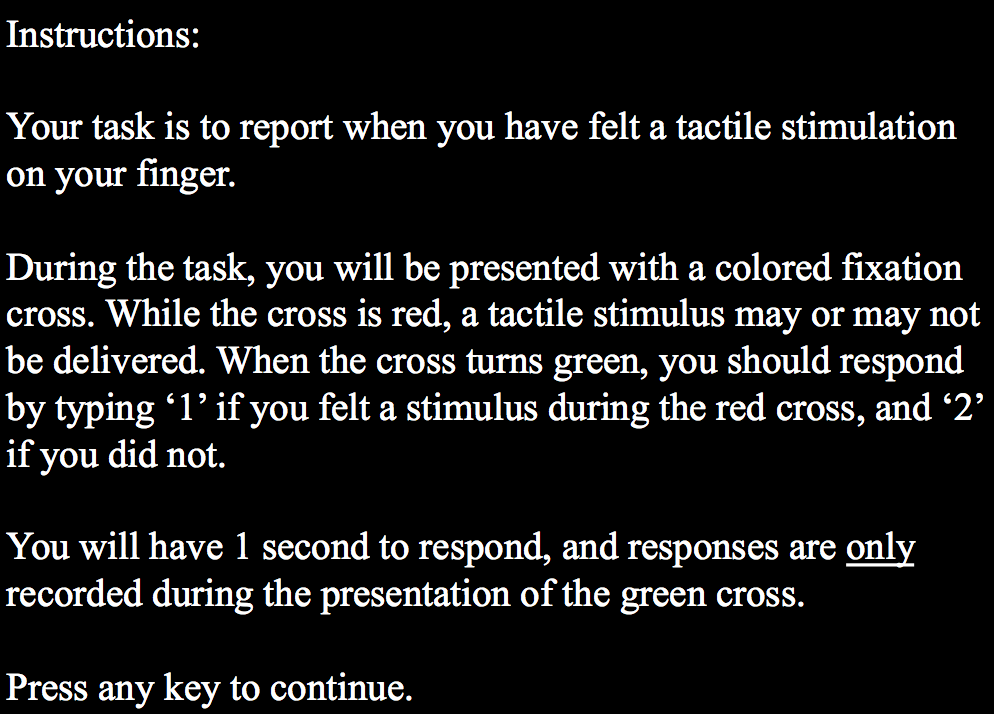 Instructions:
Your task is to report when you have felt a tactile stimulation
on your finger.
During the task, you will be presented with a colored fixation
cross. While the cross is red, a tactile stimulus may or may not
be delivered. When the cross turns green, you should respond
by typing ‘1’ if you felt a stimulus during the red cross, and ‘2’
if you did not.
You will have 1 second to respond, and responses are only
recorded during the presentation of the green cross.
Press any key to continue.